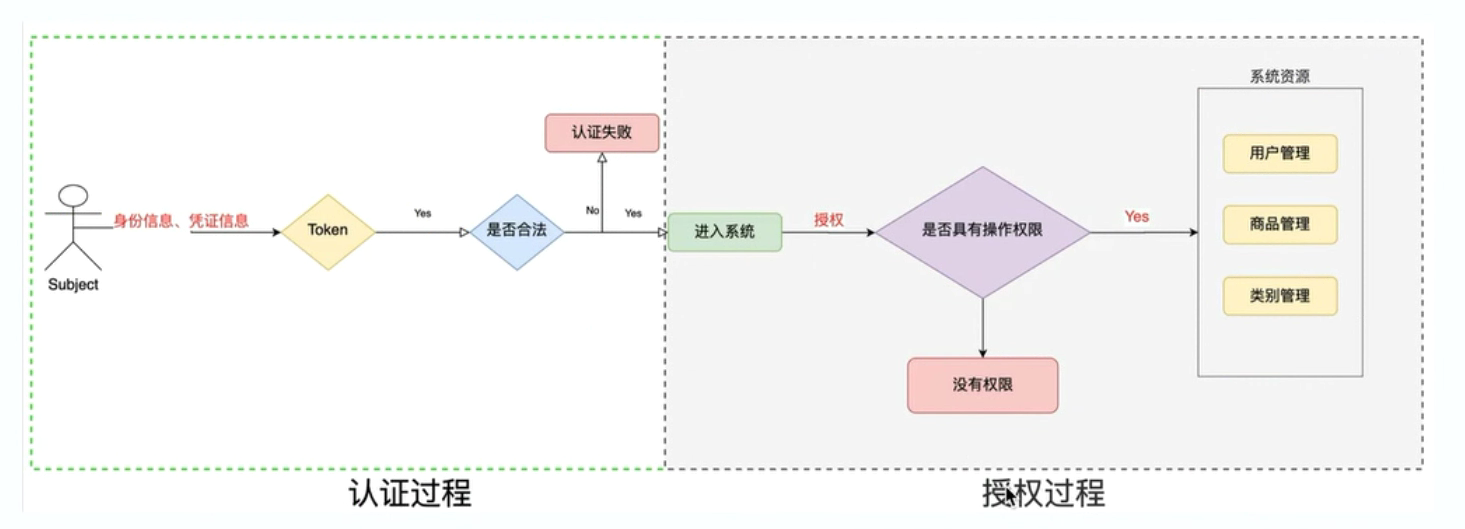 系统资源
认证失败
用户管理
身份信息、凭证信息
Token
Yes
是否合法
No
Yes
进入系统
授权
是否具有操作权限
Yes
商品管理
Subject
类别管理
没有权限
认证过程
授权过程